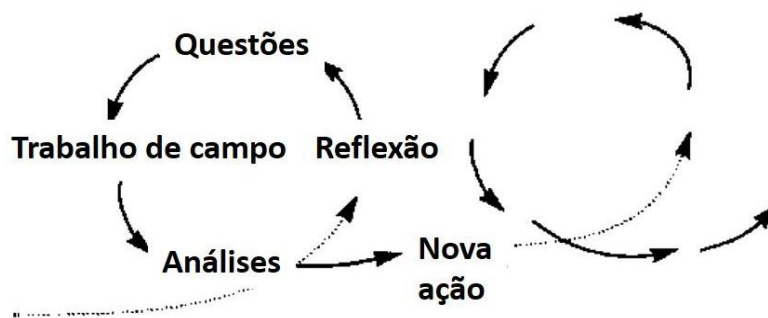 Questões
Trabalho de campo
Reflexão
Análises
Nova
ação